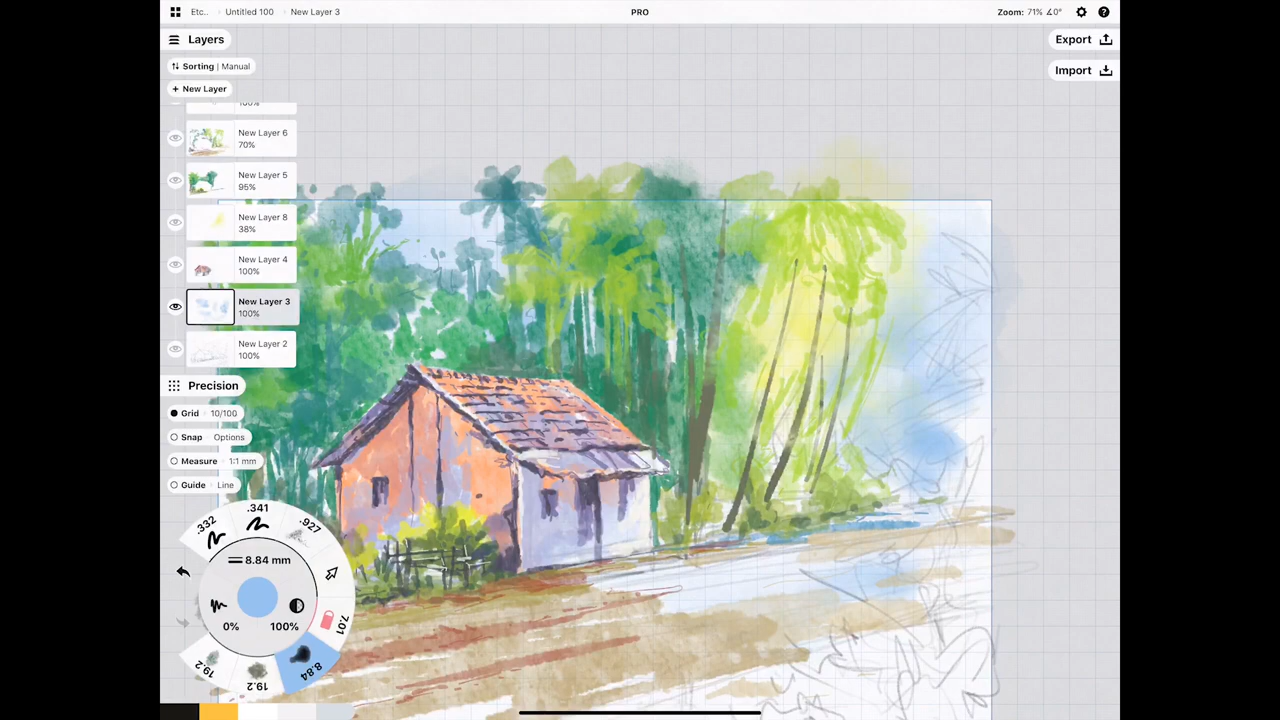 Etc.. Untitled 100 New Layer 3 PRO Zoom: 71% ∠0°
Layers
Export
Sorting | Manual
Import
+ New Layer
100%
New Layer 6
70%
New Layer 5
95%
New Layer 8
38%
New Layer 4
100%
New Layer 3
100%
New Layer 2
100%
Precision
Grid 10/100
Snap Options
Measure 1:1 mm
Guide Line
.332
.341
.927
8.84 mm
0%
100%
7.01
8.84
19.2
19.2